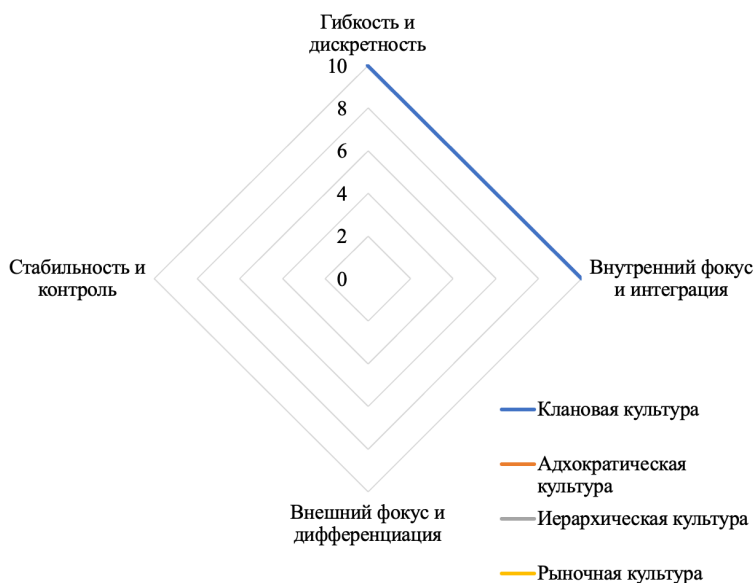 Гибкость и
дискретность
10
8
6
4
2
0
Стабильность и
контроль
Внутренний фокус
и интеграция
Внешний фокус и
дифференциация
Клановая культура
Адхократическая
культура
Иерархическая культура
Рыночная культура